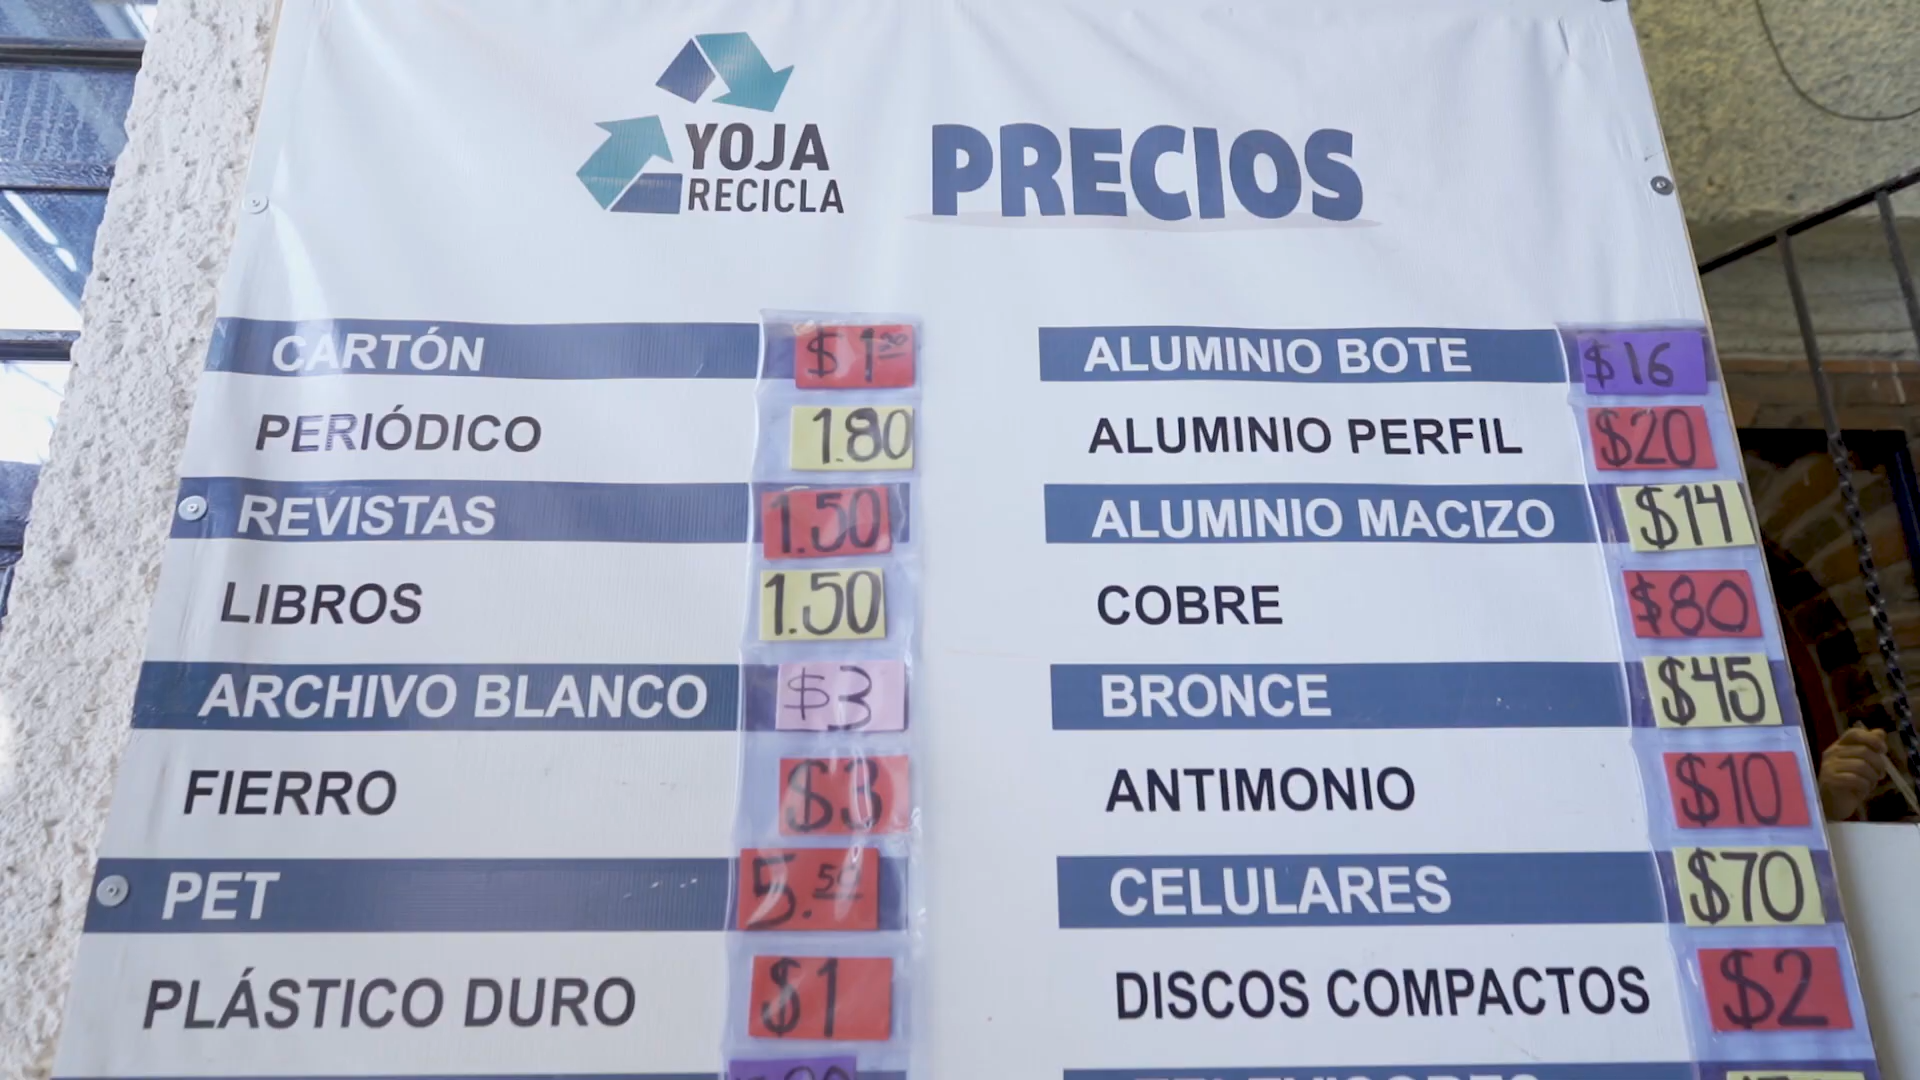 YOJA
RECICLA
PRECIOS
CARTÓN $1
PERIÓDICO 1.80
REVISTAS 1.50
LIBROS 1.50
ARCHIVO BLANCO $3
FIERRO $3
PET 5.50
PLÁSTICO DURO $1
ALUMINIO BOTE $16
ALUMINIO PERFIL $20
ALUMINIO MACIZO $14
COBRE $80
BRONCE $45
ANTIMONIO $10
CELULARES $70
DISCOS COMPACTOS $2